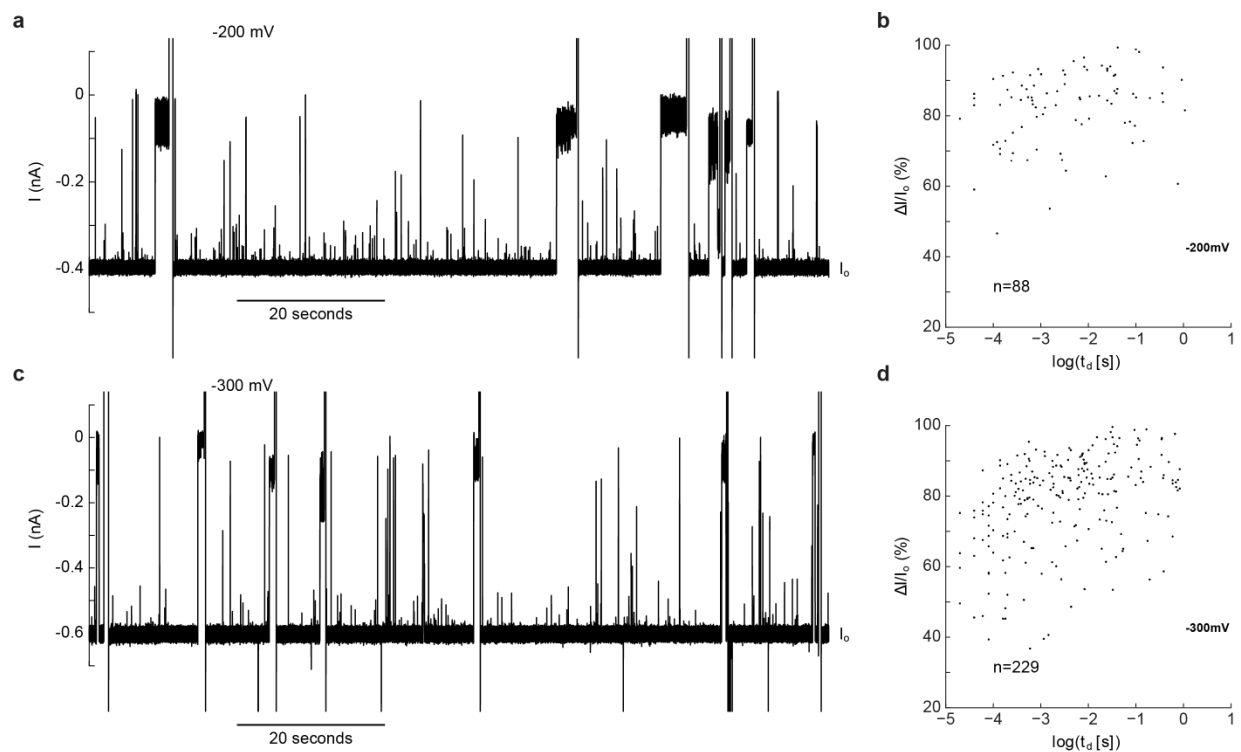 a
-200 mV
I (nA)
0
-0.2
-0.4
Iₒ
20 seconds
b
ΔI/Iₒ (%)
100
80
60
40
20
-200mV
n=88
−5 −4 −3 −2 −1 0 1
log(t_d [s])
c
-300 mV
I (nA)
0
-0.2
-0.4
-0.6
Iₒ
20 seconds
d
ΔI/Iₒ (%)
100
80
60
40
20
-300mV
n=229
−5 −4 −3 −2 −1 0 1
log(t_d [s])